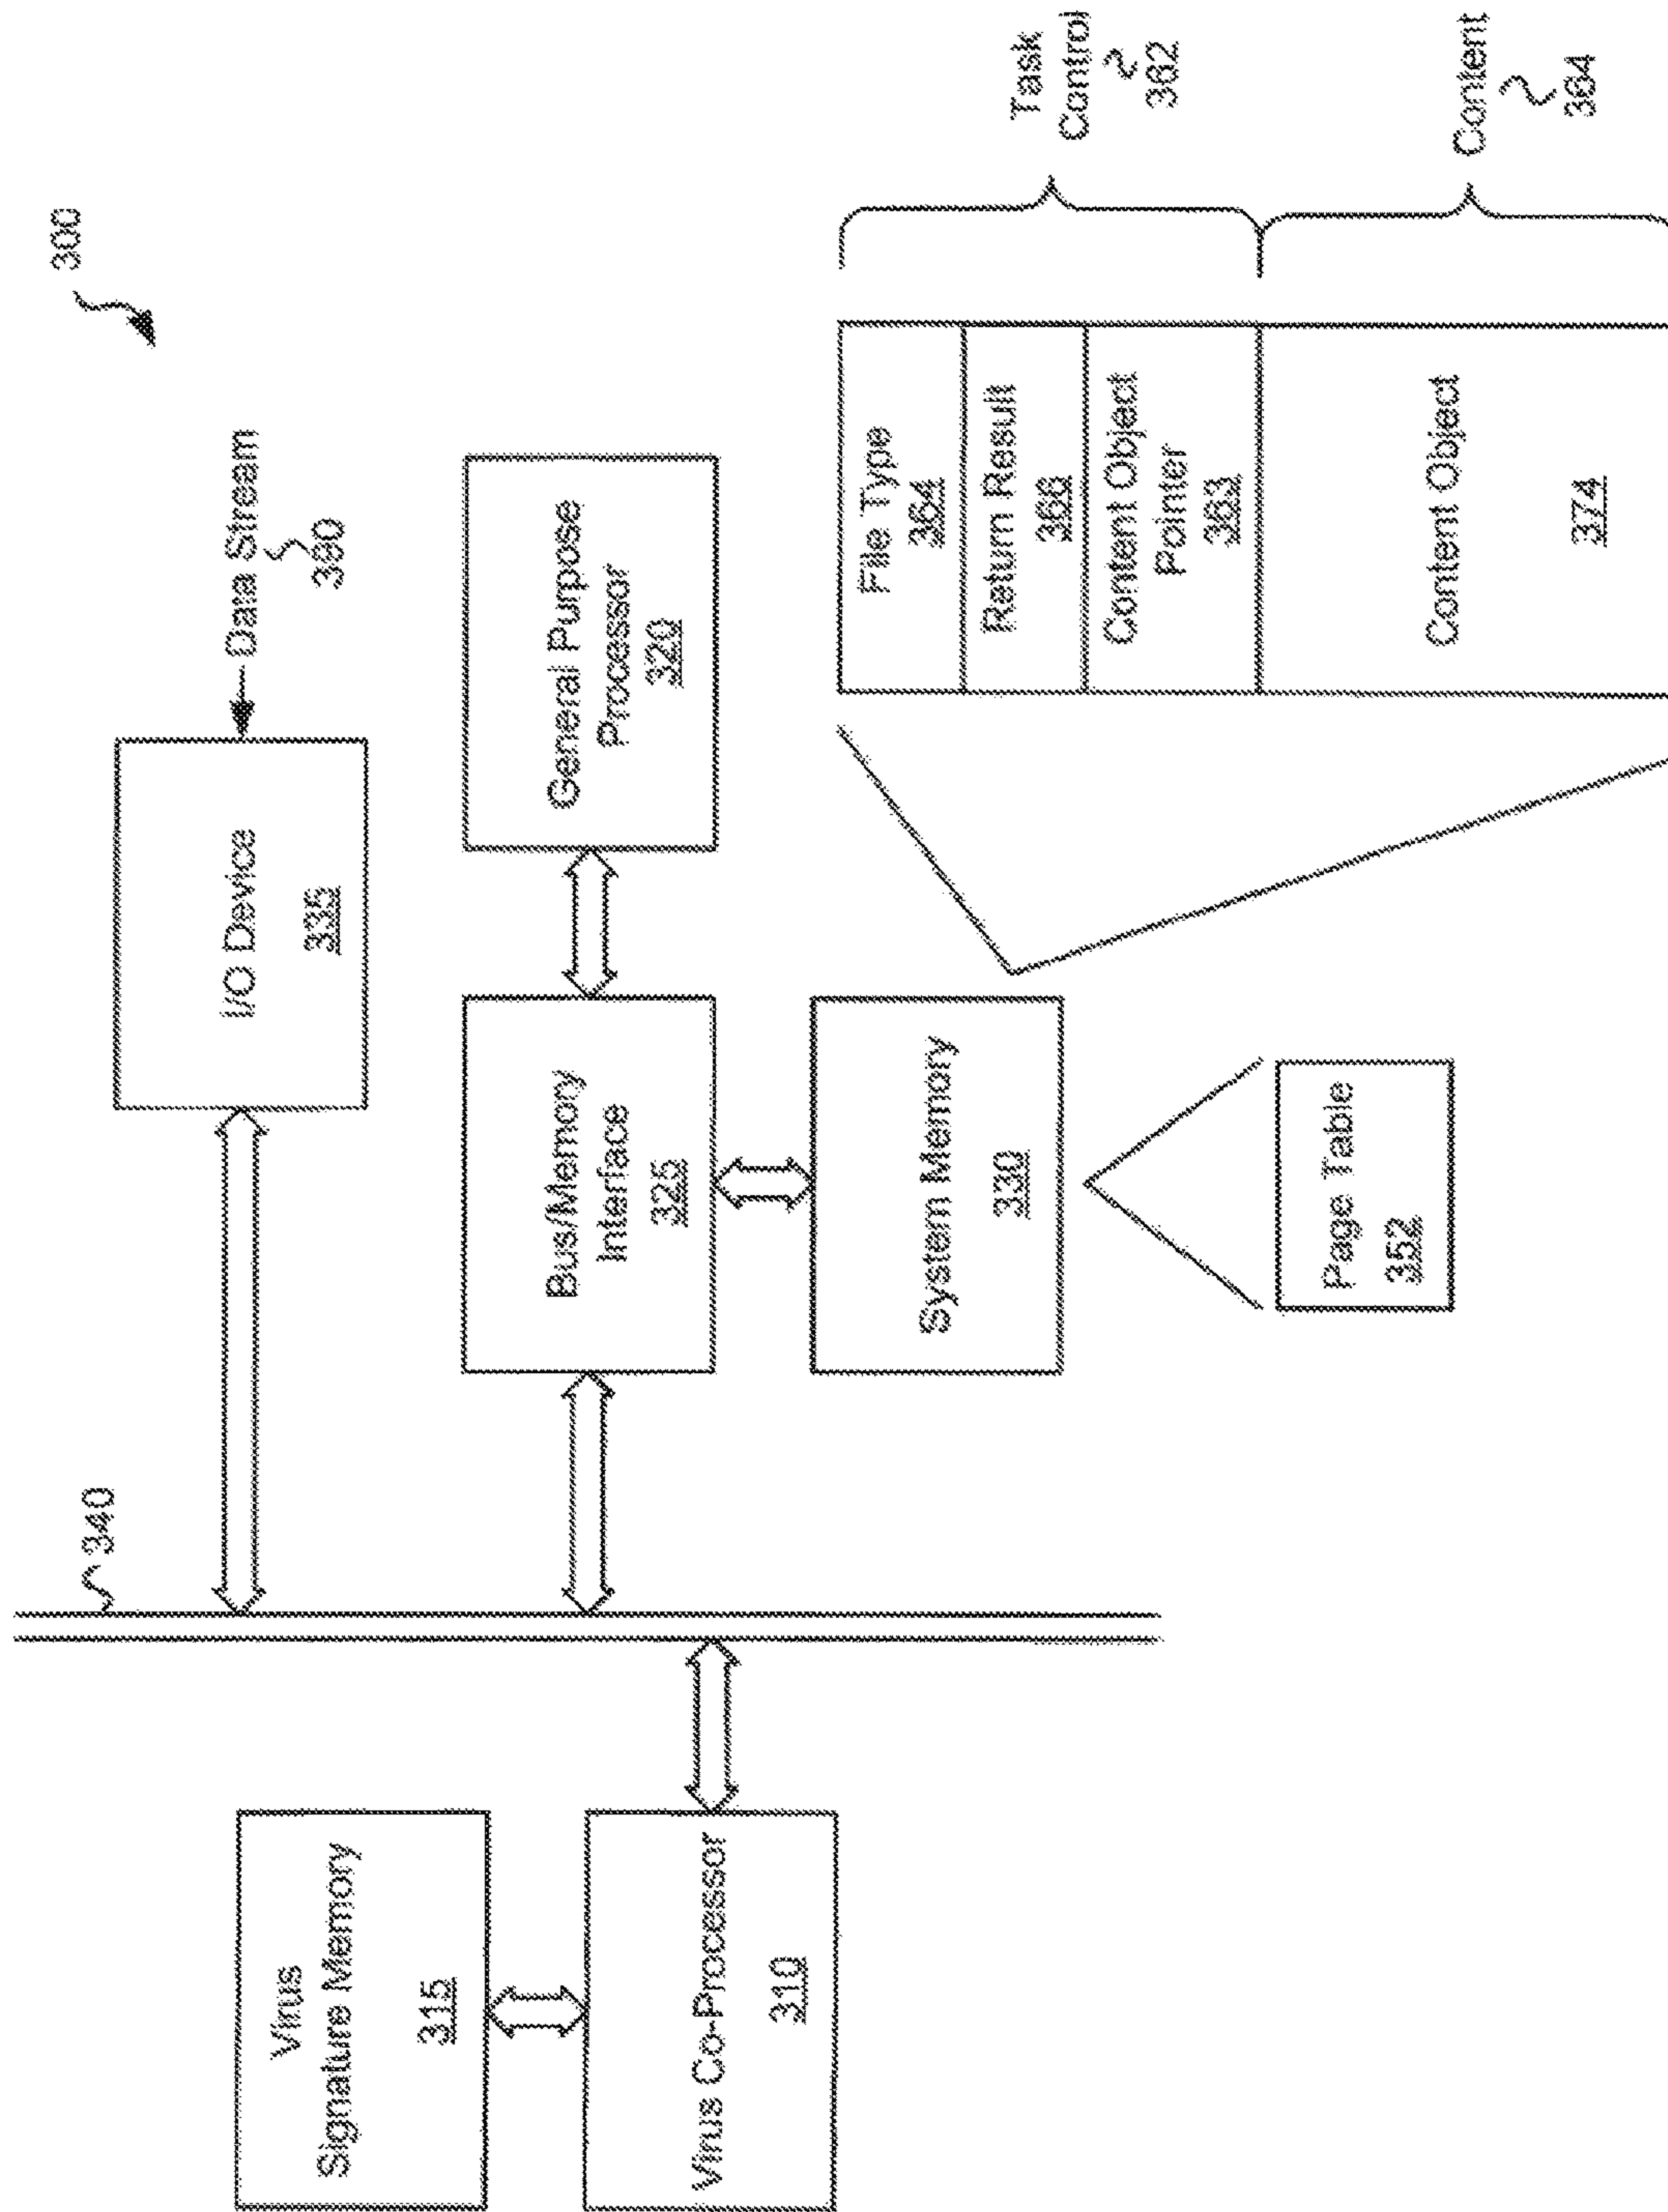 300
340
I/O Device
335
Data Stream
380
Virus
Signature Memory
315
Bus/Memory
Interface
325
General Purpose
Processor
320
Virus Co-Processor
310
System Memory
330
File Type
364
Return Result
366
Content Object
Pointer
363
Task
Control
362
Page Table
352
Content Object
374
Content
364